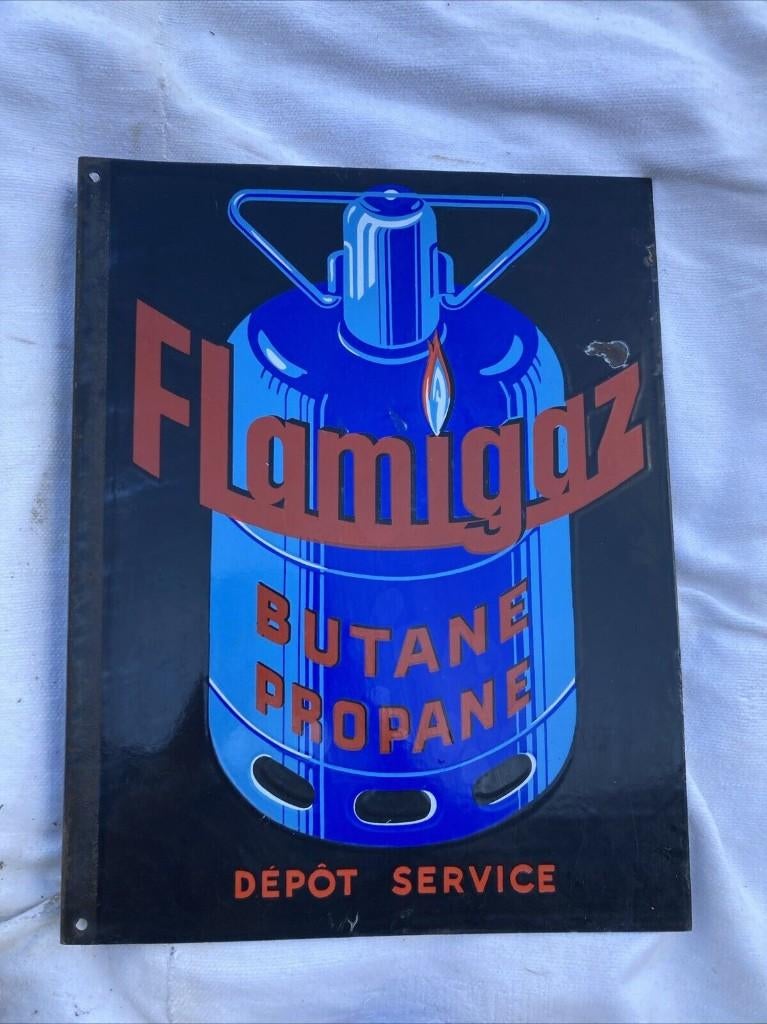 Flamigaz
BUTANE
PROPANE
DÉPÔT SERVICE